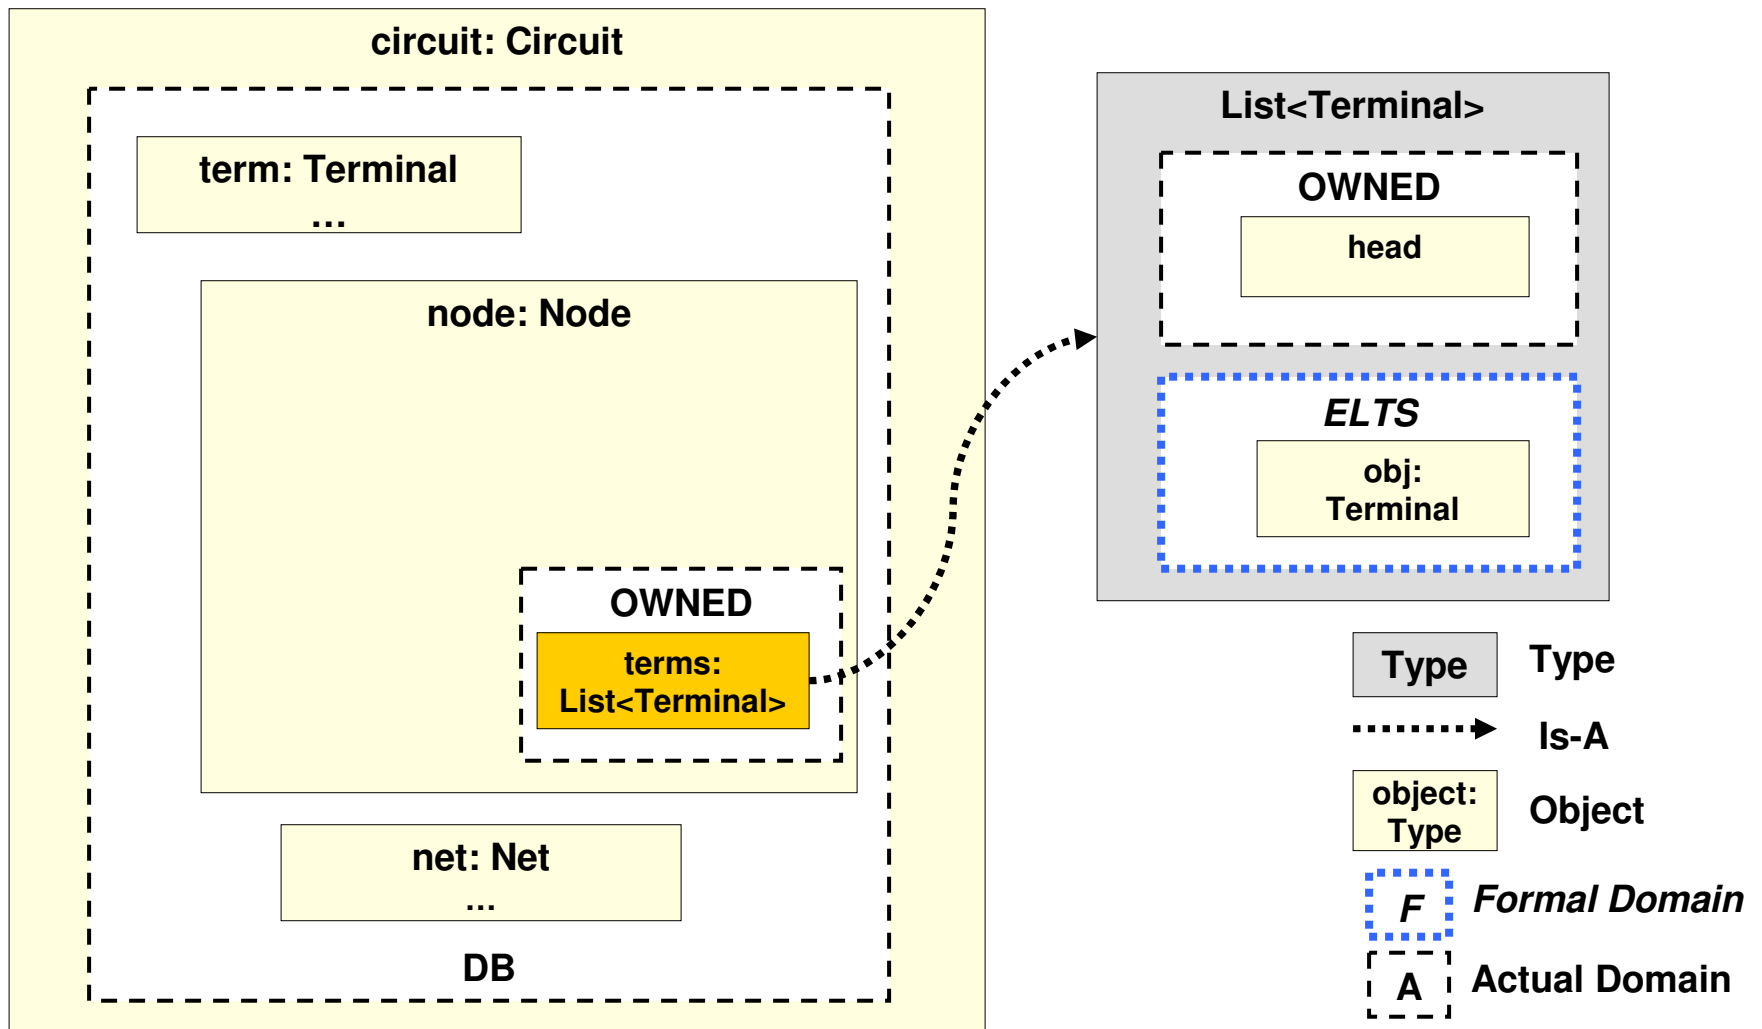 circuit: Circuit
term: Terminal
...
node: Node
OWNED
terms:
List<Terminal>
net: Net
...
DB
List<Terminal>
OWNED
head
ELTS
obj:
Terminal
Type Type
Is-A
object:
Type
Object
F Formal Domain
A Actual Domain